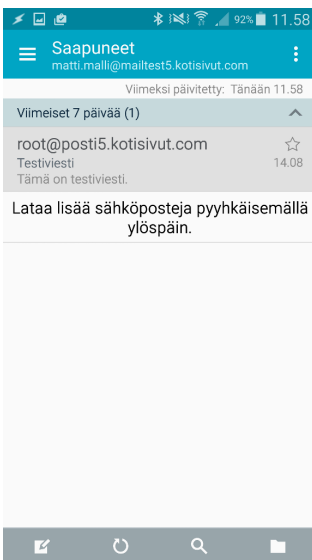 92% 11.58
Saapuneet
matti.malli@mailtest5.kotisivut.com
Viimeksi päivitetty: Tänään 11.58
Viimeiset 7 päivää (1)
root@posti5.kotisivut.com
Testiviesti 14.08
Tämä on testiviesti.
Lataa lisää sähköposteja pyyhkäisemällä
ylöspäin.